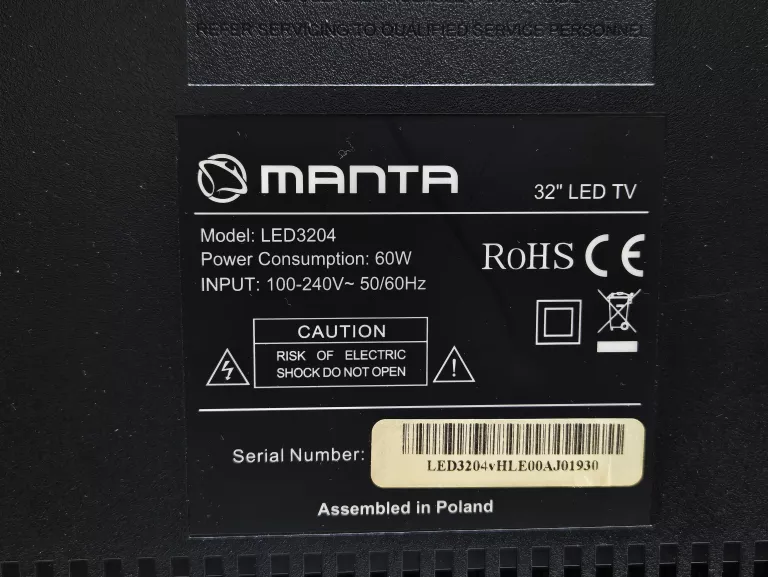 REFER SERVICING TO QUALIFIED SERVICE PERSONNEL
MANTA
32" LED TV
Model: LED3204
Power Consumption: 60W
INPUT: 100-240V~ 50/60Hz
RoHS CE
CAUTION
RISK OF ELECTRIC
SHOCK DO NOT OPEN
Serial Number:
LED3204vHLE00AJ01930
Assembled in Poland